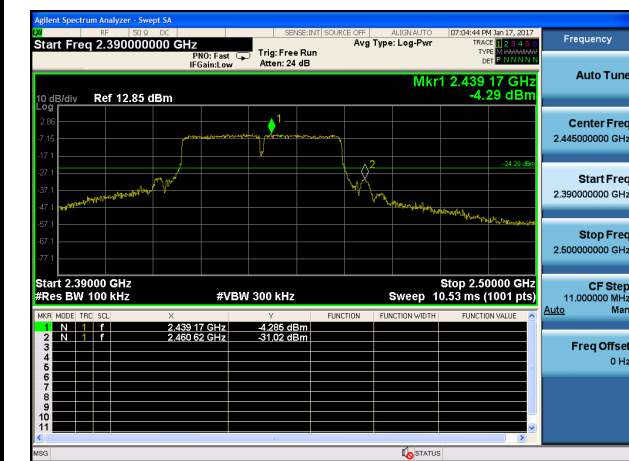 Agilent Spectrum Analyzer - Swept SA
LXI RF 50 Ω DC SENSE:INT SOURCE OFF ALIGNAUTO 07:04:44 PM Jan 17, 2017
Start Freq 2.390000000 GHz
PNO: Fast
IFGain:Low
Trig: Free Run
Atten: 24 dB
Avg Type: Log-Pwr
TRACE 1 2 3 4 5 6
TYPE M
DET P N N N N N
Mkr1 2.439 17 GHz
-4.29 dBm
10 dB/div Ref 12.85 dBm
Log
2.86
-7.15
-17.1
-27.1
-37.1
-47.1
-57.1
-67.1
-77.1
1
2
-24.29 dBm
Start 2.39000 GHz Stop 2.50000 GHz
#Res BW 100 kHz #VBW 300 kHz Sweep 10.53 ms (1001 pts)
MKR MODE TRC SCL X Y FUNCTION FUNCTION WIDTH FUNCTION VALUE
1 N 1 f 2.439 17 GHz -4.285 dBm
2 N 1 f 2.460 62 GHz -31.02 dBm
3
4
5
6
7
8
9
10
11
MSG STATUS
Frequency
Auto Tune
Center Freq
2.445000000 GHz
Start Freq
2.390000000 GHz
Stop Freq
2.500000000 GHz
CF Step
11.000000 MHz
Auto Man
Freq Offset
0 Hz